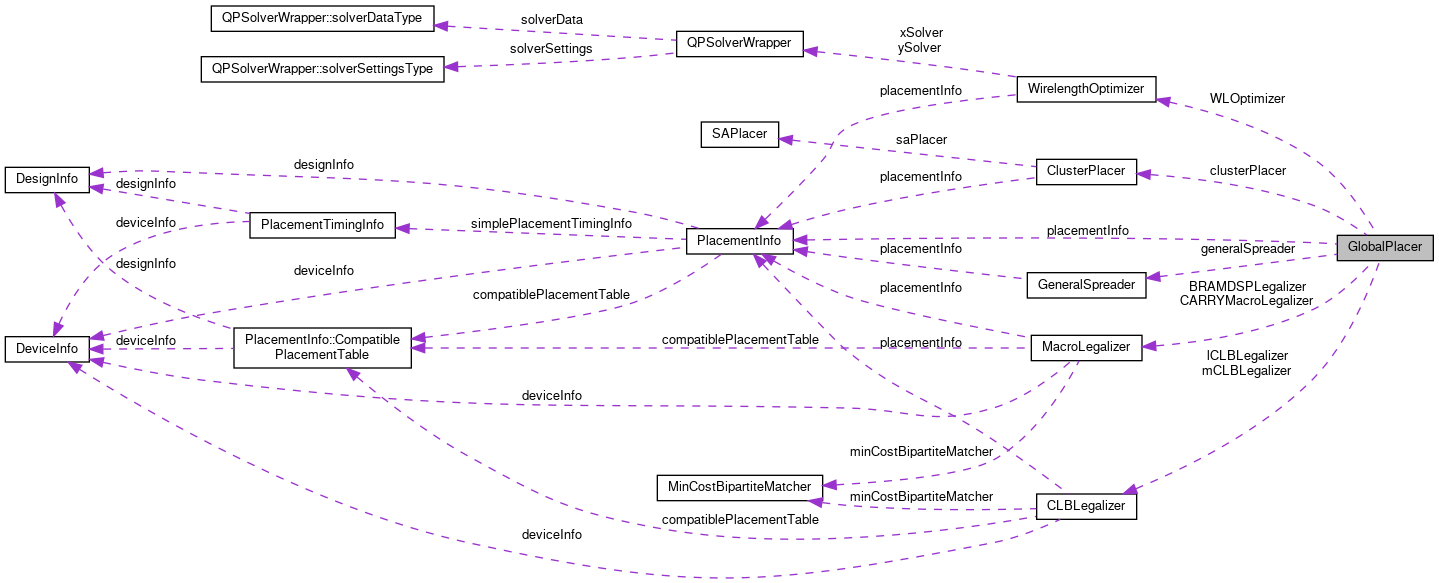 QPSolverWrapper::solverDataType
solverData
QPSolverWrapper
xSolver
ySolver
solverSettings
QPSolverWrapper::solverSettingsType
WirelengthOptimizer
placementInfo
WLOptimizer
SAPlacer
saPlacer
ClusterPlacer
clusterPlacer
placementInfo
designInfo
DesignInfo
designInfo
deviceInfo
PlacementTimingInfo
simplePlacementTimingInfo
PlacementInfo
placementInfo
GlobalPlacer
placementInfo
generalSpreader
designInfo
deviceInfo
GeneralSpreader
placementInfo
BRAMDSPLegalizer
CARRYMacroLegalizer
compatiblePlacementTable
DeviceInfo
deviceInfo
PlacementInfo::Compatible
PlacementTable
compatiblePlacementTable
placementInfo
MacroLegalizer
lCLBLegalizer
mCLBLegalizer
deviceInfo
minCostBipartiteMatcher
MinCostBipartiteMatcher
minCostBipartiteMatcher
CLBLegalizer
compatiblePlacementTable
deviceInfo